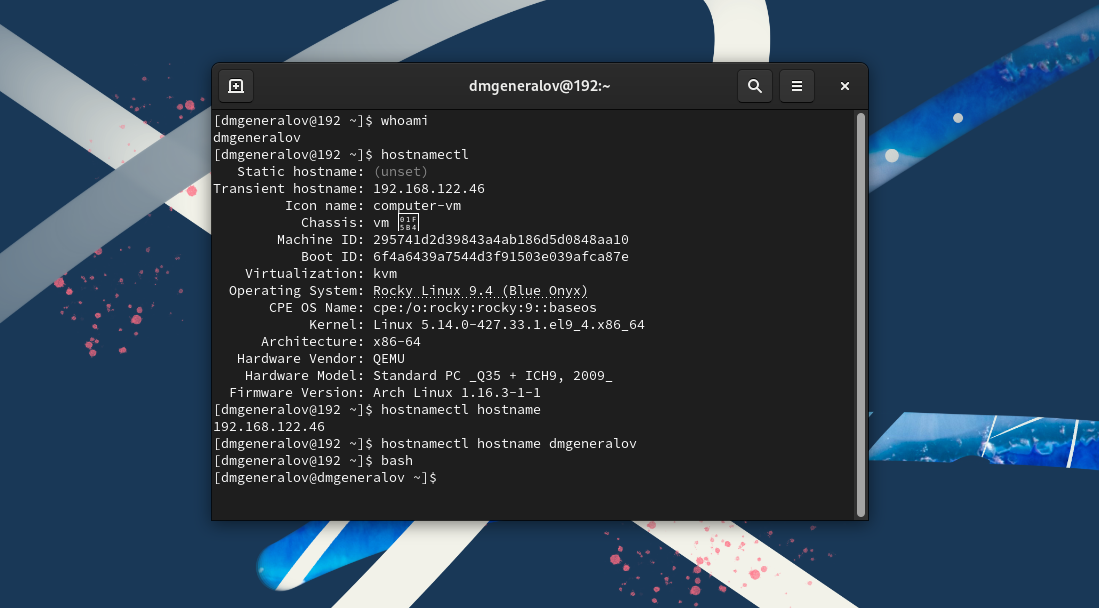 dmgeneralov@192:~
[dmgeneralov@192 ~]$ whoami
dmgeneralov
[dmgeneralov@192 ~]$ hostnamectl
Static hostname: (unset)
Transient hostname: 192.168.122.46
Icon name: computer-vm
Chassis: vm 01F5B4
Machine ID: 295741d2d39843a4ab186d5d0848aa10
Boot ID: 6f4a6439a7544d3f91503e039afca87e
Virtualization: kvm
Operating System: Rocky Linux 9.4 (Blue Onyx)
CPE OS Name: cpe:/o:rocky:rocky:9::baseos
Kernel: Linux 5.14.0-427.33.1.el9_4.x86_64
Architecture: x86-64
Hardware Vendor: QEMU
Hardware Model: Standard PC _Q35 + ICH9, 2009_
Firmware Version: Arch Linux 1.16.3-1-1
[dmgeneralov@192 ~]$ hostnamectl hostname
192.168.122.46
[dmgeneralov@192 ~]$ hostnamectl hostname dmgeneralov
[dmgeneralov@192 ~]$ bash
[dmgeneralov@dmgeneralov ~]$